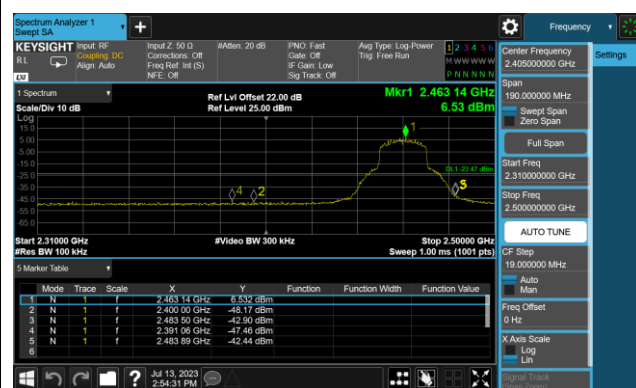 Spectrum Analyzer 1
Swept SA
Frequency
KEYSIGHT
Input: RF
Input Z: 50 Ω
#Atten: 20 dB
PNO: Fast
Avg Type: Log-Power
1 2 3 4 5 6
RL
Coupling: DC
Corrections: Off
Gate: Off
Trig: Free Run
M W W W W W
Align: Auto
Freq Ref: Int (S)
IF Gain: Low
NFE: Off
Sig Track: Off
P N N N N N
Center Frequency
2.405000000 GHz
Settings
Span
190.000000 MHz
Swept Span
Zero Span
Full Span
Start Freq
2.310000000 GHz
Stop Freq
2.500000000 GHz
AUTO TUNE
CF Step
19.000000 MHz
Auto
Man
Freq Offset
0 Hz
X Axis Scale
Log
Lin
Signal Track
(Span Zoom)
1 Spectrum
Scale/Div 10 dB
Ref Lvl Offset 22.00 dB
Ref Level 25.00 dBm
Mkr1 2.463 14 GHz
6.53 dBm
Log
15.0
5.00
-5.00
-15.0
-25.0
-35.0
-45.0
-55.0
-65.0
1
DL1 -23.47 dBm
4
2
Start 2.31000 GHz
#Video BW 300 kHz
Stop 2.50000 GHz
#Res BW 100 kHz
Sweep 1.00 ms (1001 pts)
5 Marker Table
Mode Trace Scale X Y Function Function Width Function Value
1 N 1 f 2.463 14 GHz 6.532 dBm
2 N 1 f 2.400 00 GHz -48.17 dBm
3 N 1 f 2.483 50 GHz -42.90 dBm
4 N 1 f 2.391 06 GHz -47.46 dBm
5 N 1 f 2.483 89 GHz -42.44 dBm
6
?
Jul 13, 2023
2:54:31 PM